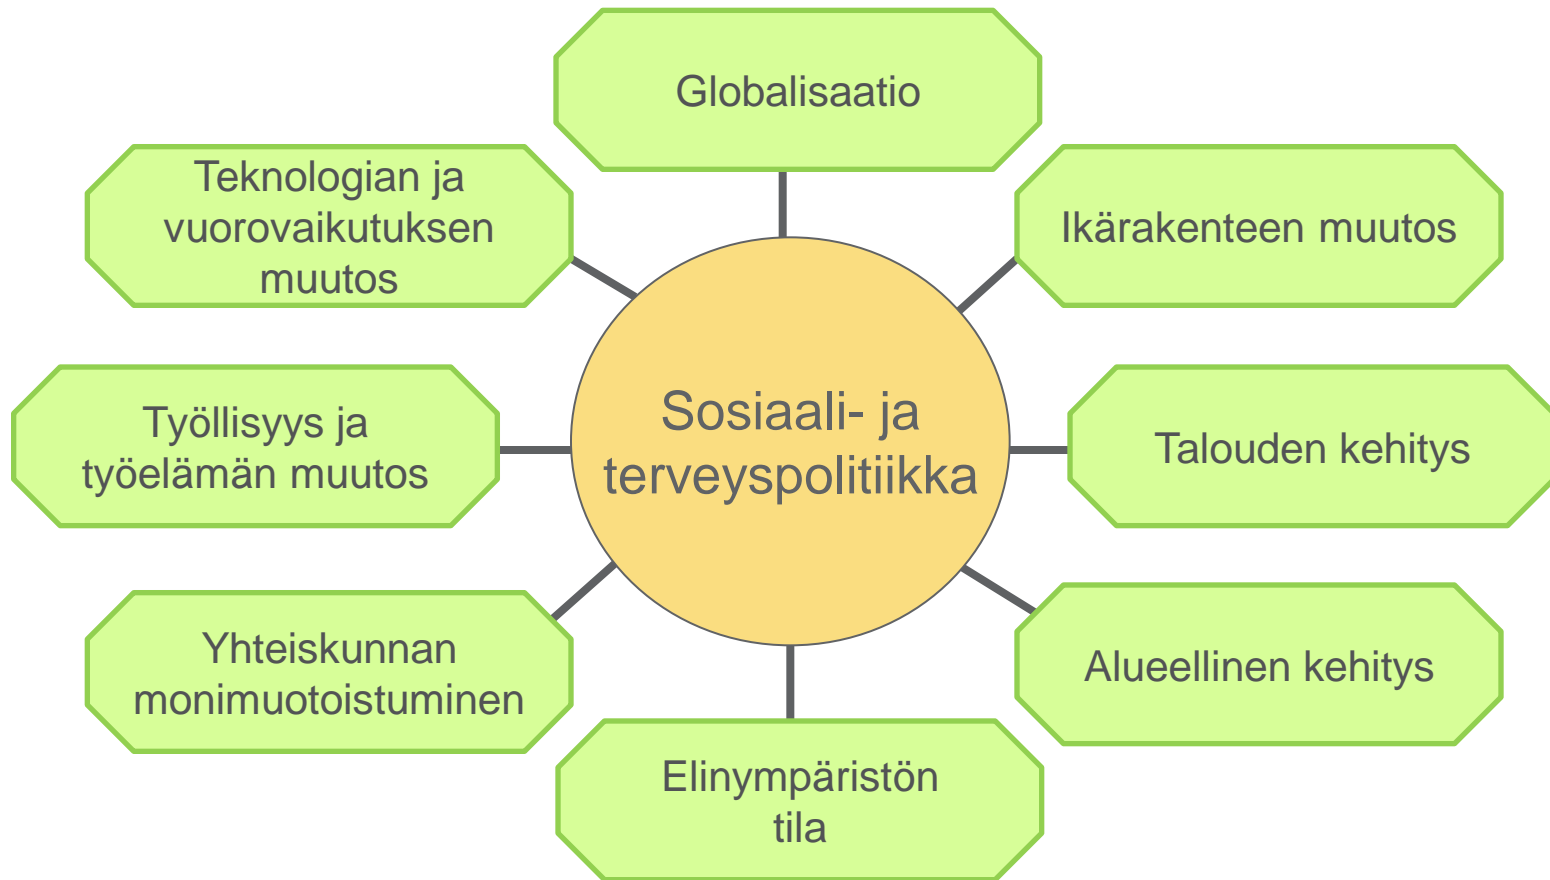 Globalisaatio
Teknologian ja
vuorovaikutuksen
muutos
Ikärakenteen muutos
Sosiaali- ja
terveyspolitiikka
Työllisyys ja
työelämän muutos
Talouden kehitys
Yhteiskunnan
monimuotoistuminen
Alueellinen kehitys
Elinympäristön
tila